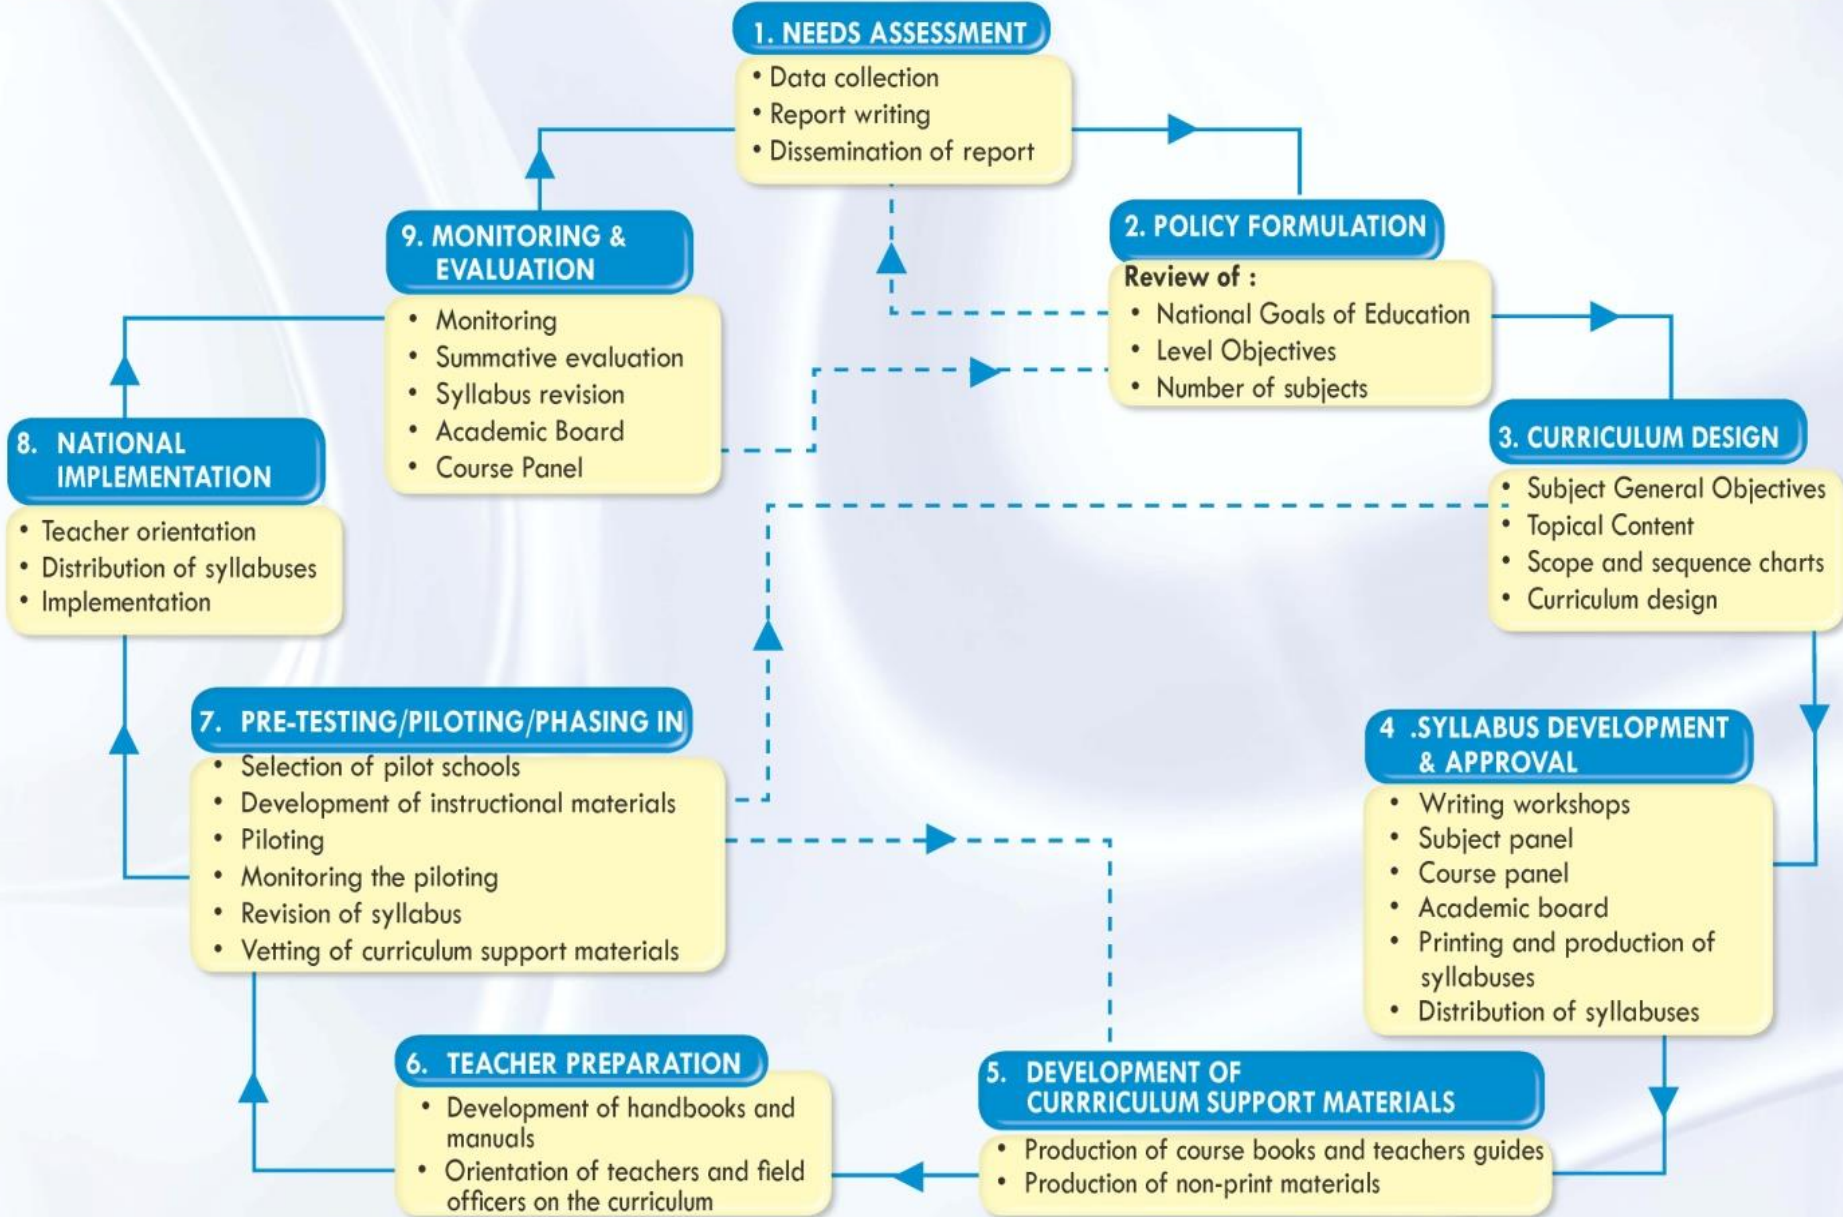 1. NEEDS ASSESSMENT
• Data collection
• Report writing
• Dissemination of report
2. POLICY FORMULATION
Review of :
• National Goals of Education
• Level Objectives
• Number of subjects
3. CURRICULUM DESIGN
• Subject General Objectives
• Topical Content
• Scope and sequence charts
• Curriculum design
4 .SYLLABUS DEVELOPMENT
& APPROVAL
• Writing workshops
• Subject panel
• Course panel
• Academic board
• Printing and production of
syllabuses
• Distribution of syllabuses
5. DEVELOPMENT OF
CURRRICULUM SUPPORT MATERIALS
• Production of course books and teachers guides
• Production of non-print materials
6. TEACHER PREPARATION
• Development of handbooks and
manuals
• Orientation of teachers and field
officers on the curriculum
7. PRE-TESTING/PILOTING/PHASING IN
• Selection of pilot schools
• Development of instructional materials
• Piloting
• Monitoring the piloting
• Revision of syllabus
• Vetting of curriculum support materials
8. NATIONAL
IMPLEMENTATION
• Teacher orientation
• Distribution of syllabuses
• Implementation
9. MONITORING &
EVALUATION
• Monitoring
• Summative evaluation
• Syllabus revision
• Academic Board
• Course Panel